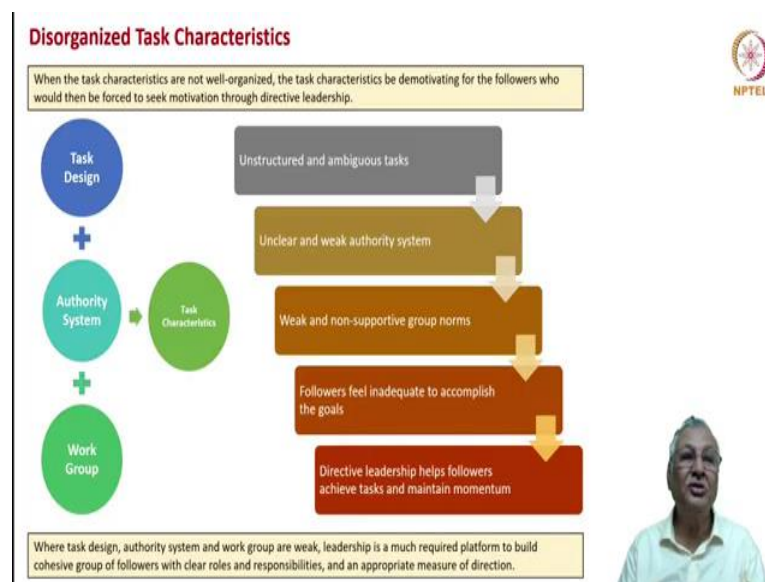 Disorganized Task Characteristics
NPTEL
When the task characteristics are not well-organized, the task characteristics be demotivating for the followers who
would then be forced to seek motivation through directive leadership.
Task
Design
Authority
System
Work
Group
Task
Characteristics
Unstructured and ambiguous tasks
Unclear and weak authority system
Weak and non-supportive group norms
Followers feel inadequate to accomplish
the goals
Directive leadership helps followers
achieve tasks and maintain momentum
Where task design, authority system and work group are weak, leadership is a much required platform to build
cohesive group of followers with clear roles and responsibilities, and an appropriate measure of direction.